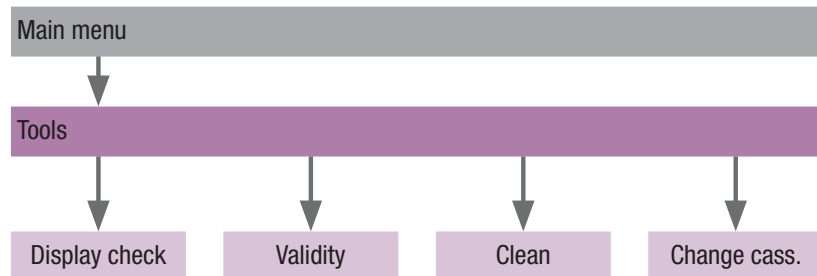 Main menu
Tools
Display check
Validity
Clean
Change cass.